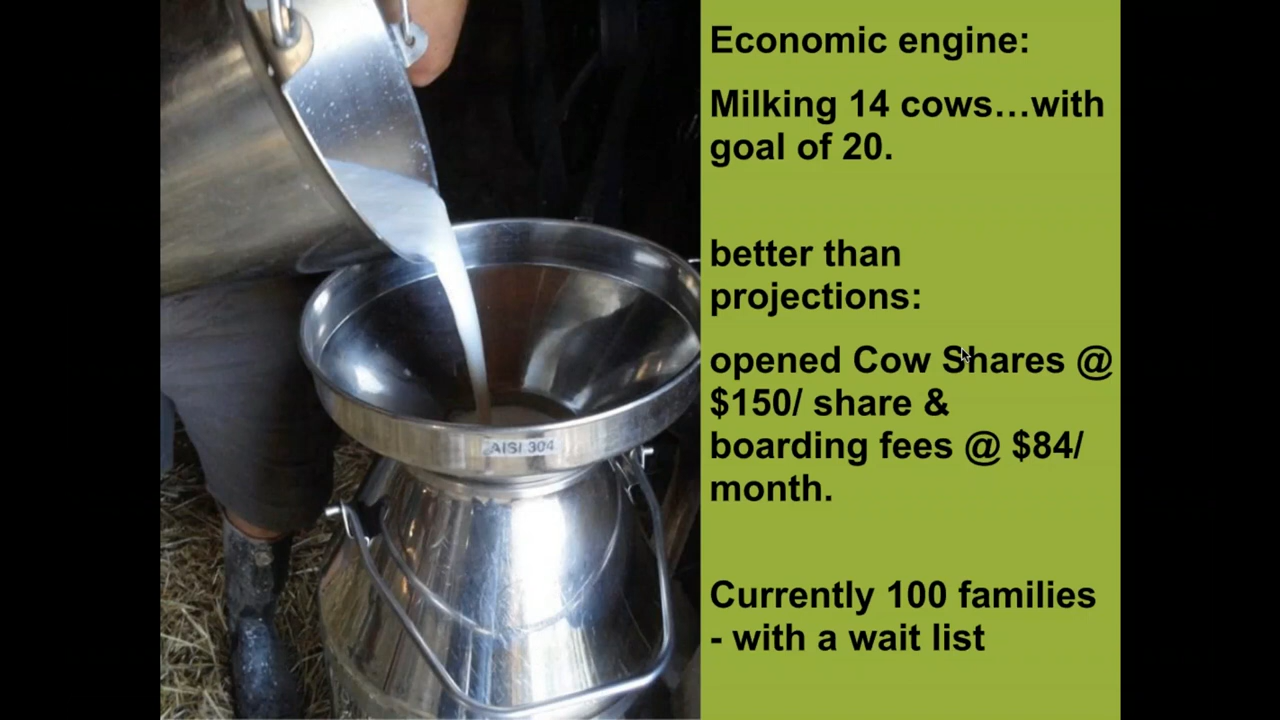 Economic engine:
Milking 14 cows…with
goal of 20.
better than
projections:
opened Cow Shares @
$150/ share &
boarding fees @ $84/
month.
Currently 100 families
- with a wait list
AISI 304